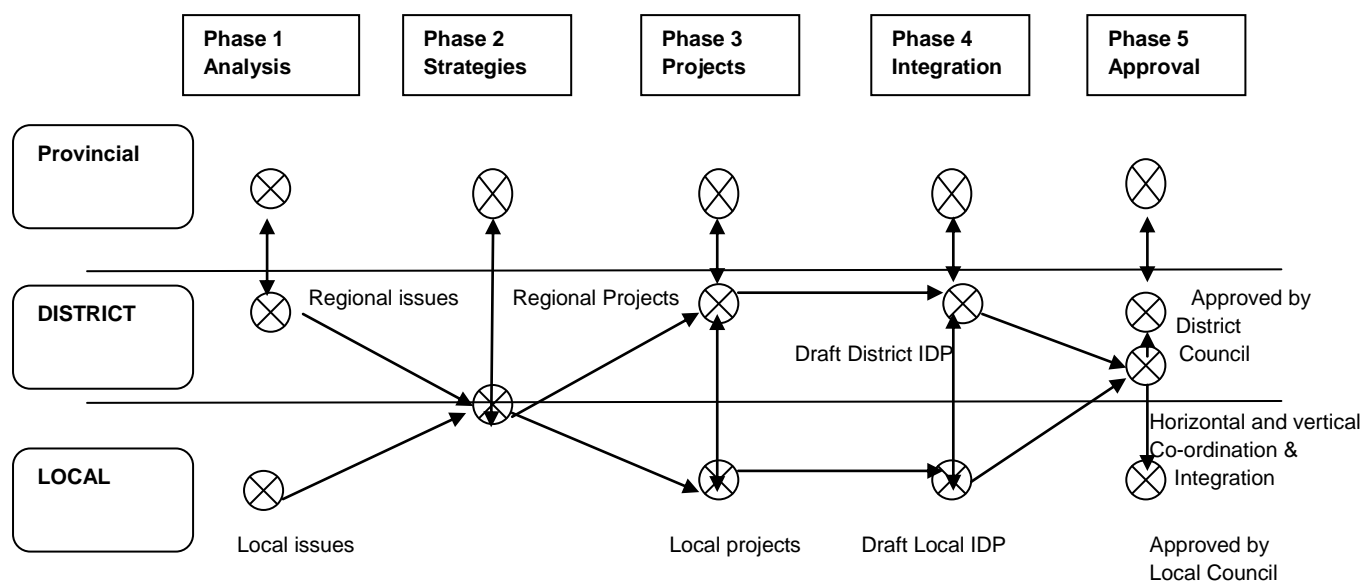 Phase 1
Analysis
Phase 2
Strategies
Phase 3
Projects
Phase 4
Integration
Phase 5
Approval
Provincial
DISTRICT
Regional issues
Regional Projects
Draft District IDP
Approved by
District
Council
LOCAL
Horizontal and vertical
Co-ordination &
Integration
Local issues
Local projects
Draft Local IDP
Approved by
Local Council